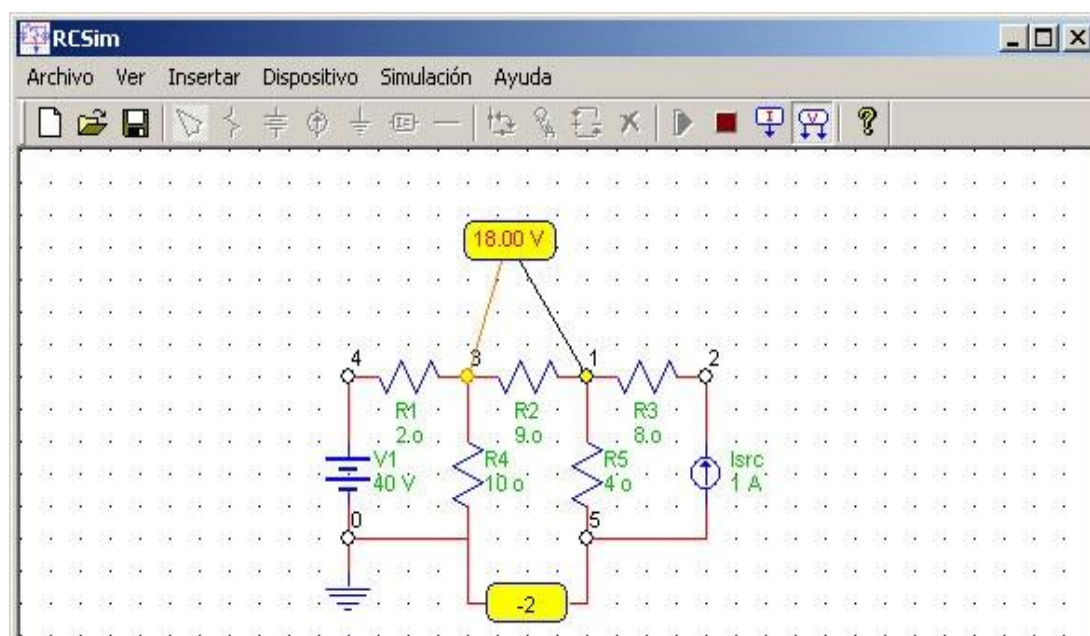 RCSim
Archivo Ver Insertar Dispositivo Simulación Ayuda
I V ?
18.00 V
4 3 1 2
R1 R2 R3
2 o 9 o 8 o
V1 R4 R5 Isrc
40 V 10 o 4 o 1 A
0 5
-2